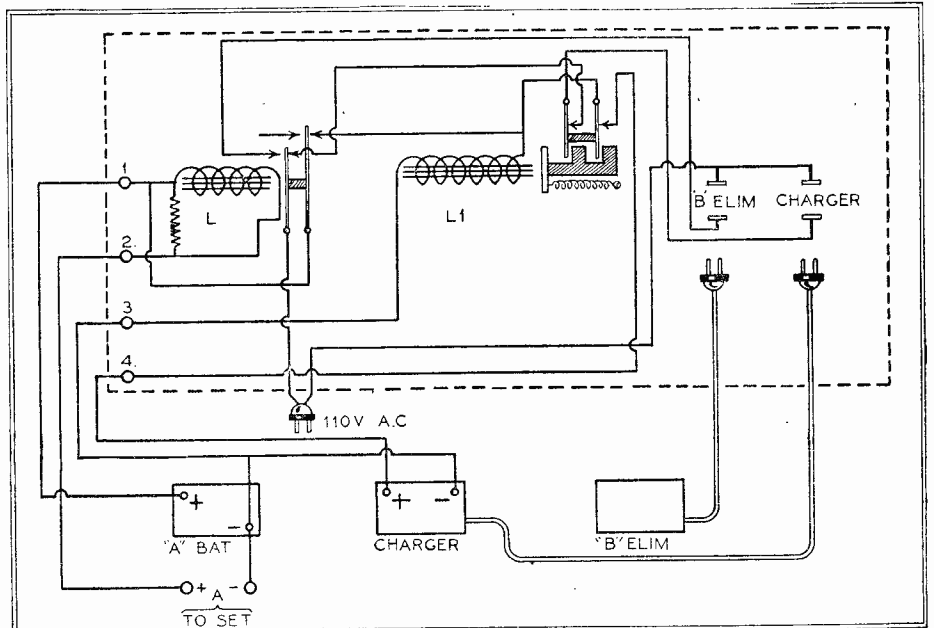 1
L
L1
"B" ELIM
CHARGER
2.
3
4.
110V A.C
+
-
"A" BAT
+ -
CHARGER
"B" ELIM
+ A -
TO SET